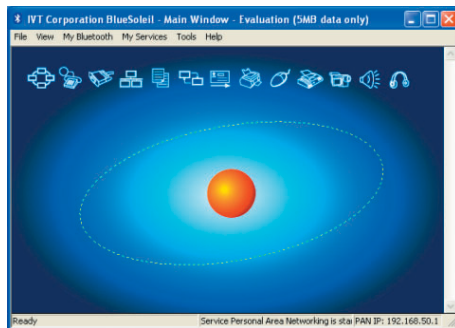 IVT Corporation BlueSoleil - Main Window - Evaluation (5MB data only)
File View My Bluetooth My Services Tools Help
Ready Service Personal Area Networking is sta PAN IP: 192.168.50.1